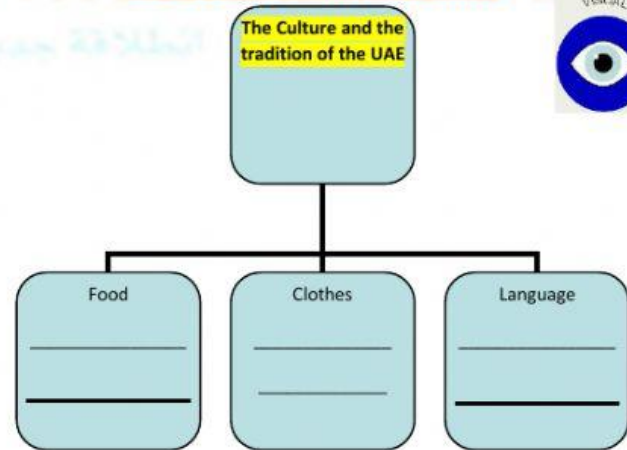 The Culture and the
tradition of the UAE
Food
Clothes
Language